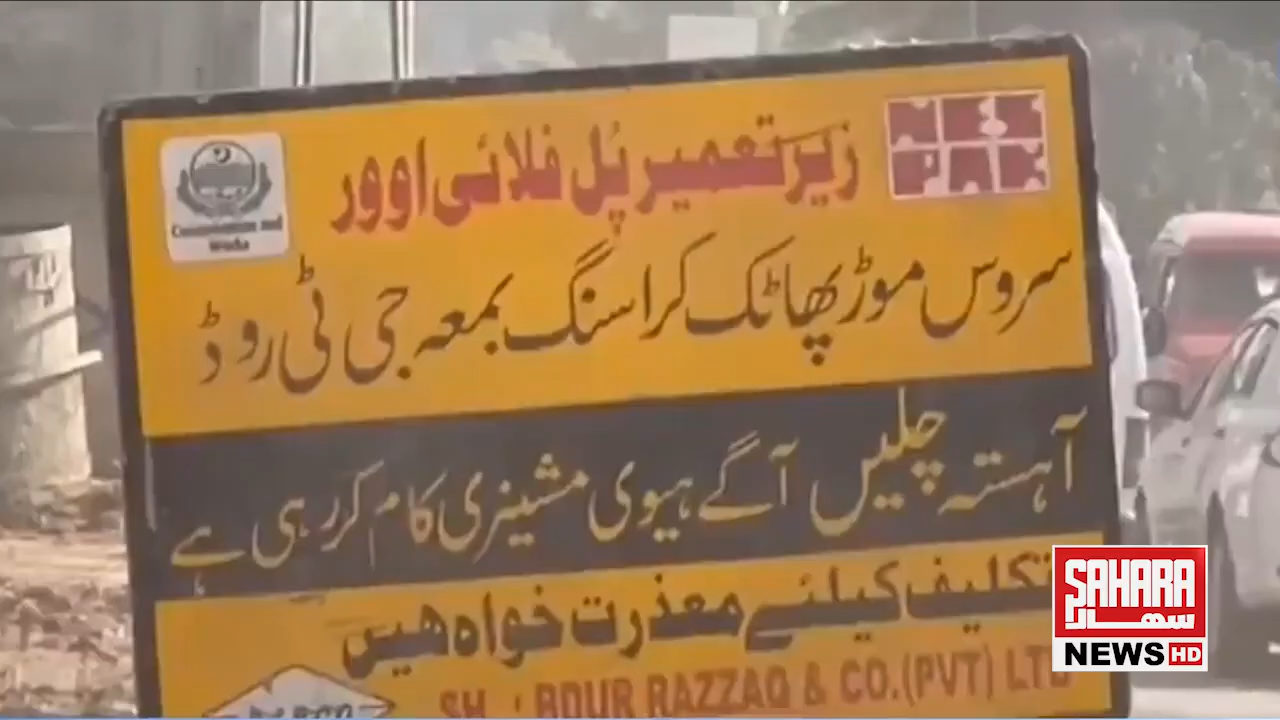 زیر تعمیر پُل فلائی اوور
سروس موڑ پھاٹک کراسنگ بمعہ جی ٹی روڈ
آہستہ چلیں آگے ہیوی مشینری کام کر رہی ہے
تکلیف کیلئے معذرت خواہ ھیں
RAZZAQ & CO.(PVT) LTD
SAHARA
سہارا
NEWS HD